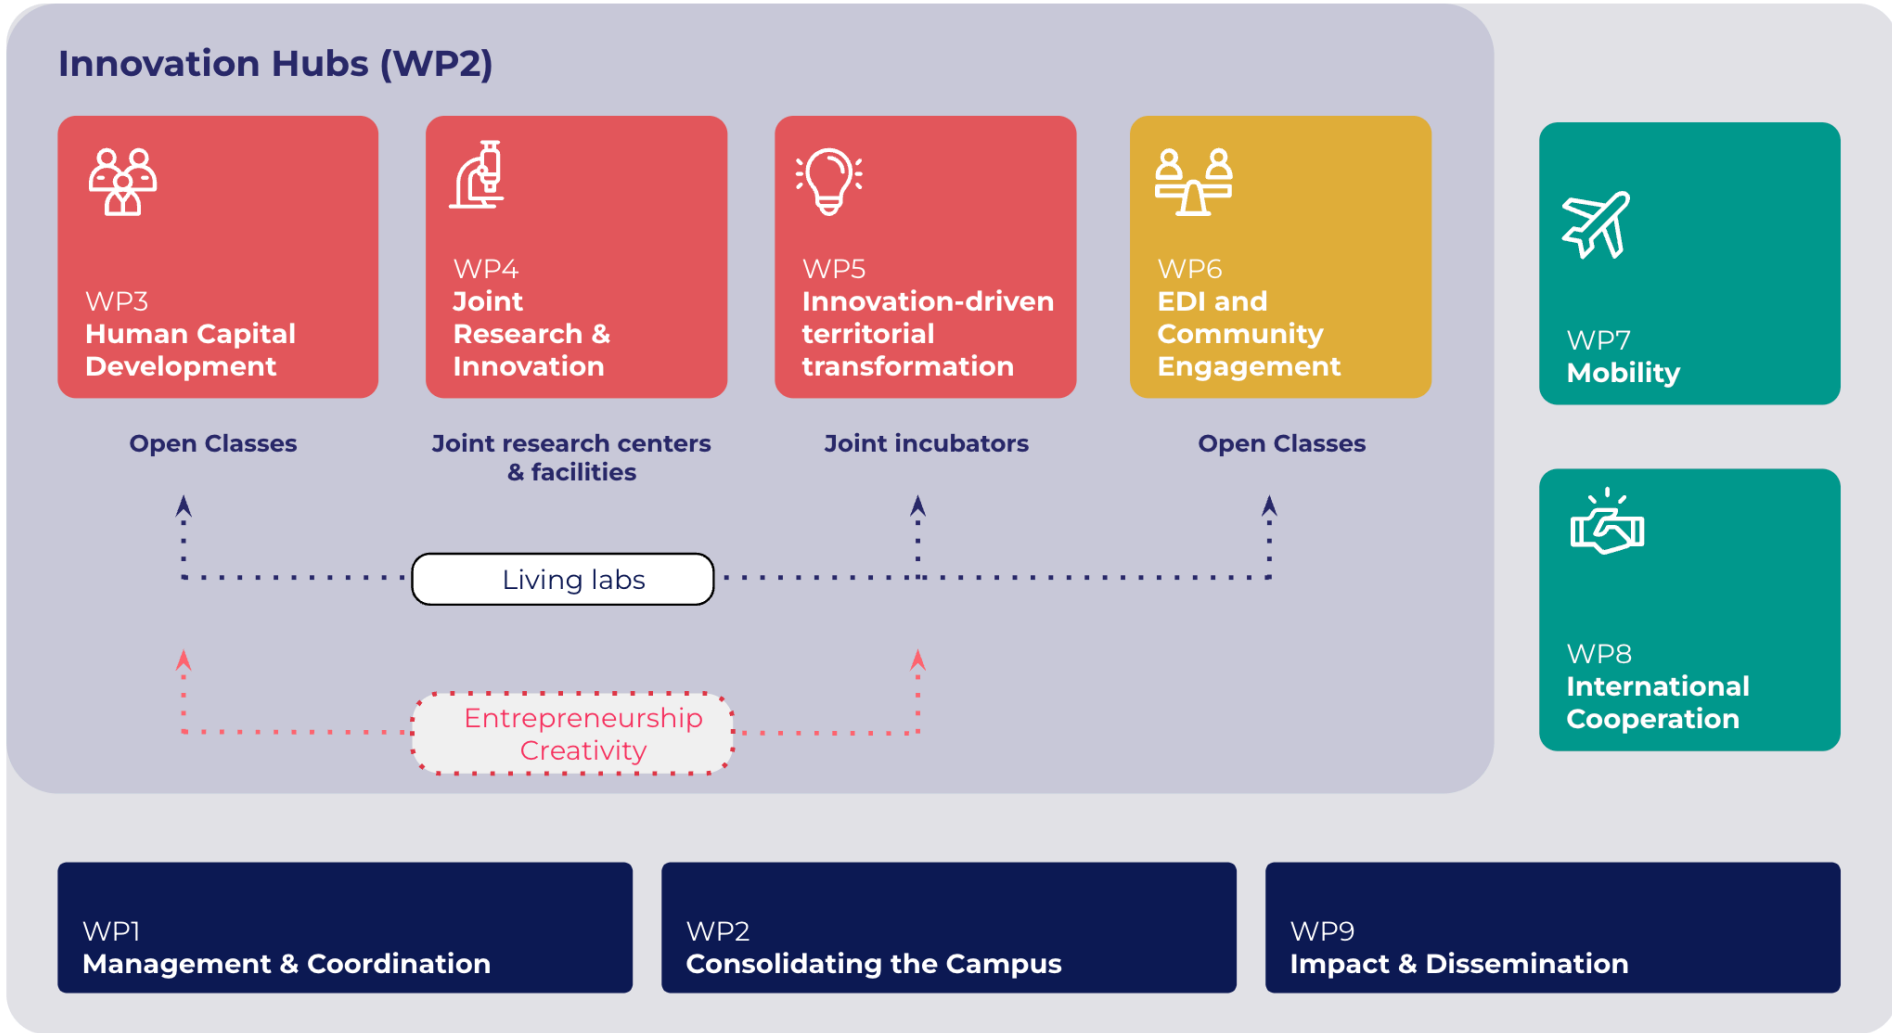 Innovation Hubs (WP2)
WP3
Human Capital
Development
WP4
Joint
Research &
Innovation
WP5
Innovation-driven
territorial
transformation
WP6
EDI and
Community
Engagement
WP7
Mobility
Open Classes
Joint research centers
& facilities
Joint incubators
Open Classes
Living labs
Entrepreneurship
Creativity
WP8
International
Cooperation
WP1
Management & Coordination
WP2
Consolidating the Campus
WP9
Impact & Dissemination